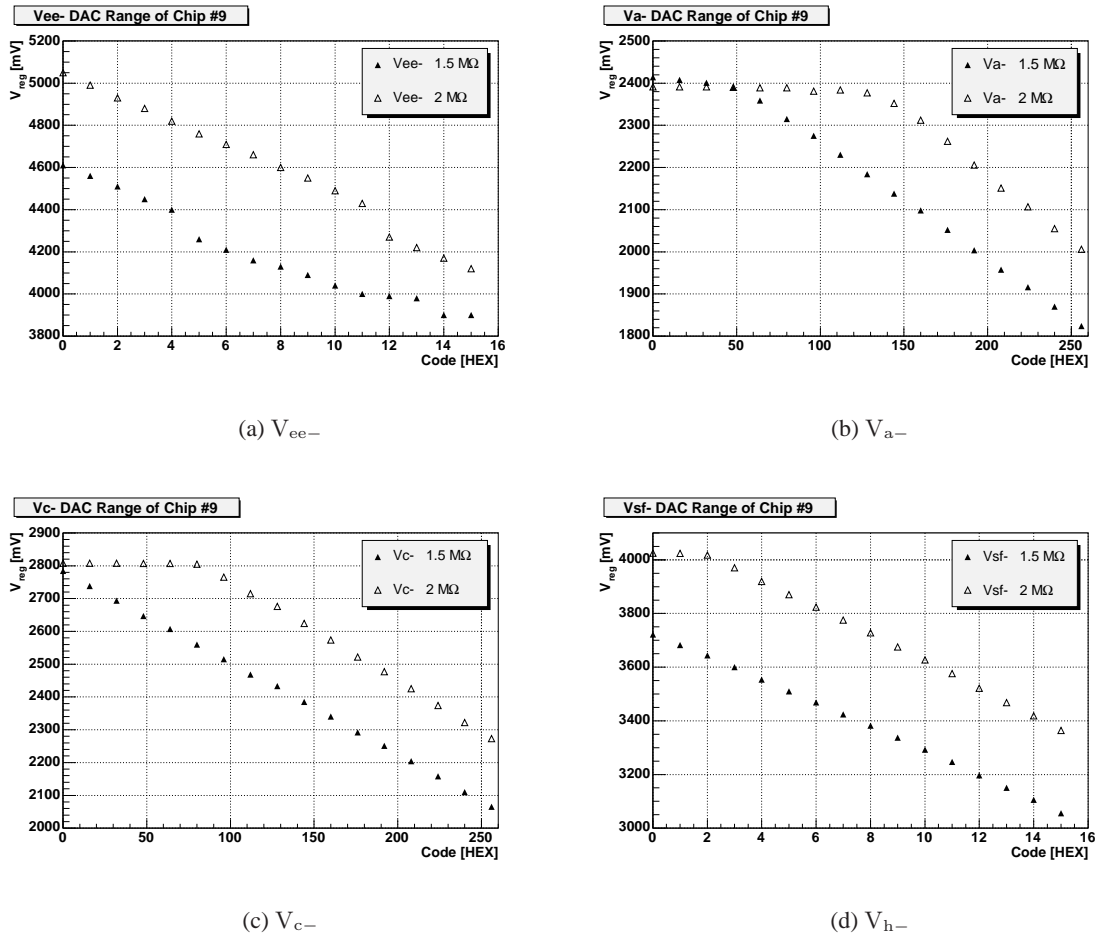 Vee- DAC Range of Chip #9
V_reg [mV]
5200
5000
4800
4600
4400
4200
4000
3800
0 2 4 6 8 10 12 14 16
Code [HEX]
Vee- 1.5 MΩ
Vee- 2 MΩ
(a) V_ee−
Va- DAC Range of Chip #9
V_reg [mV]
2500
2400
2300
2200
2100
2000
1900
1800
0 50 100 150 200 250
Code [HEX]
Va- 1.5 MΩ
Va- 2 MΩ
(b) V_a−
Vc- DAC Range of Chip #9
V_reg [mV]
2900
2800
2700
2600
2500
2400
2300
2200
2100
2000
0 50 100 150 200 250
Code [HEX]
Vc- 1.5 MΩ
Vc- 2 MΩ
(c) V_c−
Vsf- DAC Range of Chip #9
V_reg [mV]
4000
3800
3600
3400
3200
3000
0 2 4 6 8 10 12 14 16
Code [HEX]
Vsf- 1.5 MΩ
Vsf- 2 MΩ
(d) V_h−